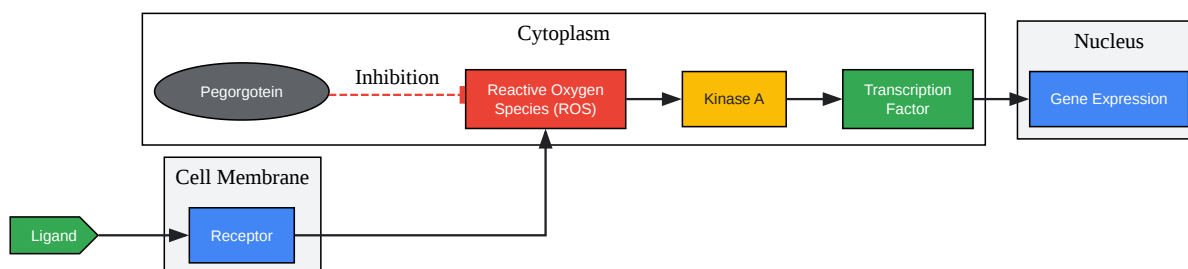 Cytoplasm
Nucleus
Pegorgotein
Inhibition
Reactive Oxygen
Species (ROS)
Kinase A
Transcription
Factor
Gene Expression
Cell Membrane
Ligand
Receptor